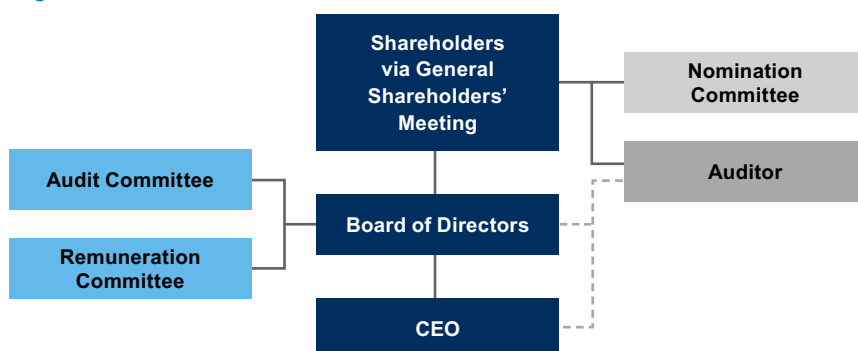 Shareholders
via General
Shareholders’
Meeting
Nomination
Committee
Audit Committee
Auditor
Board of Directors
Remuneration
Committee
CEO